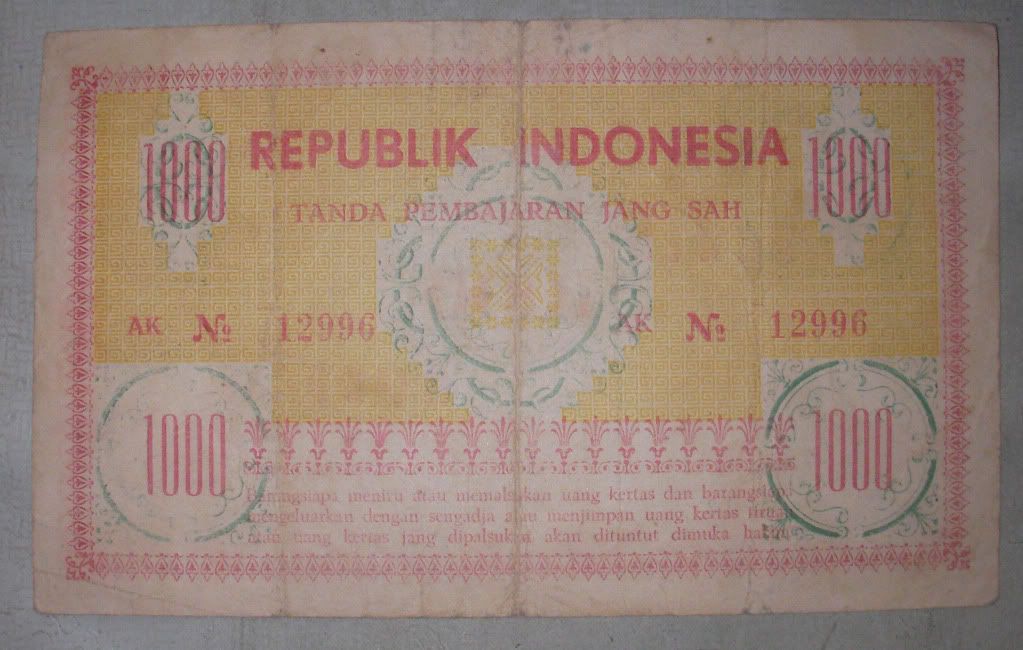 1000 REPUBLIK INDONESIA 1000
TANDA PEMBAJARAN JANG SAH
AK No 12996 AK No 12996
1000 1000
Barangsiapa meniru atau memalsukan uang kertas dan barangsiapa
mengeluarkan dengan sengadja atau menjimpan uang kertas tiruan
atau uang kertas jang dipalsukan akan dituntut dimuka hakim